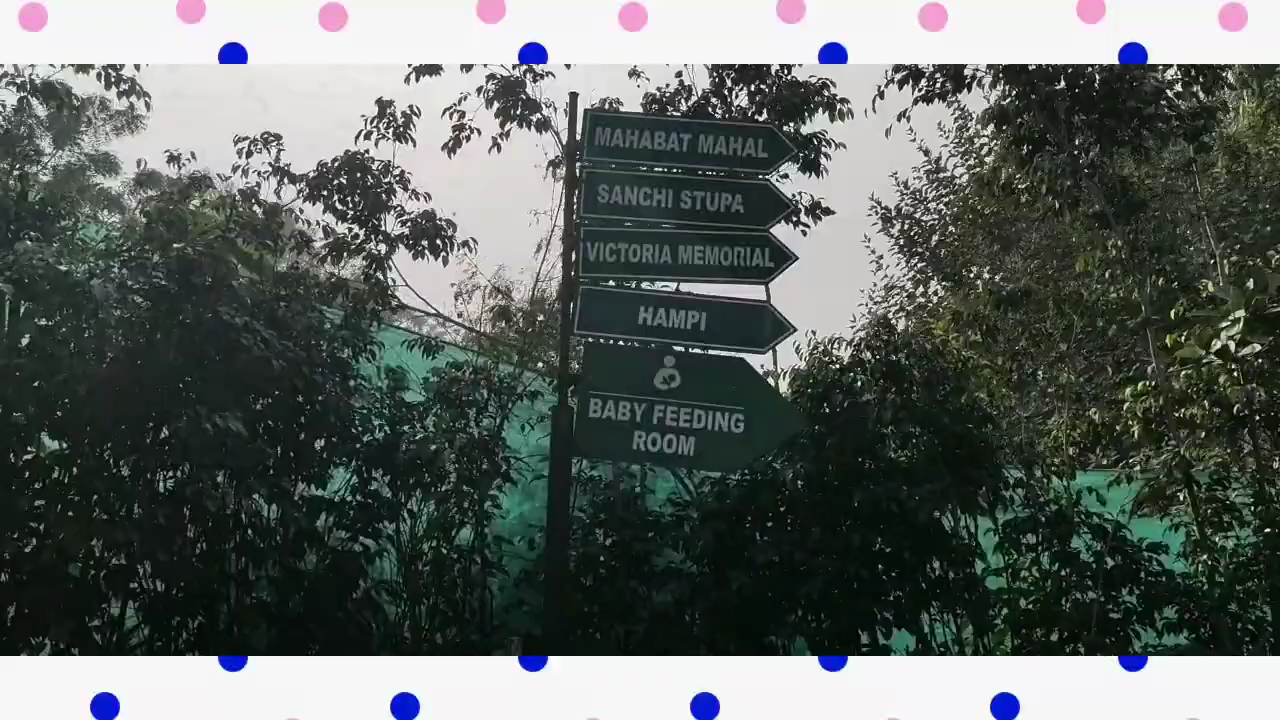 MAHABAT MAHAL
SANCHI STUPA
VICTORIA MEMORIAL
HAMPI
BABY FEEDING
ROOM